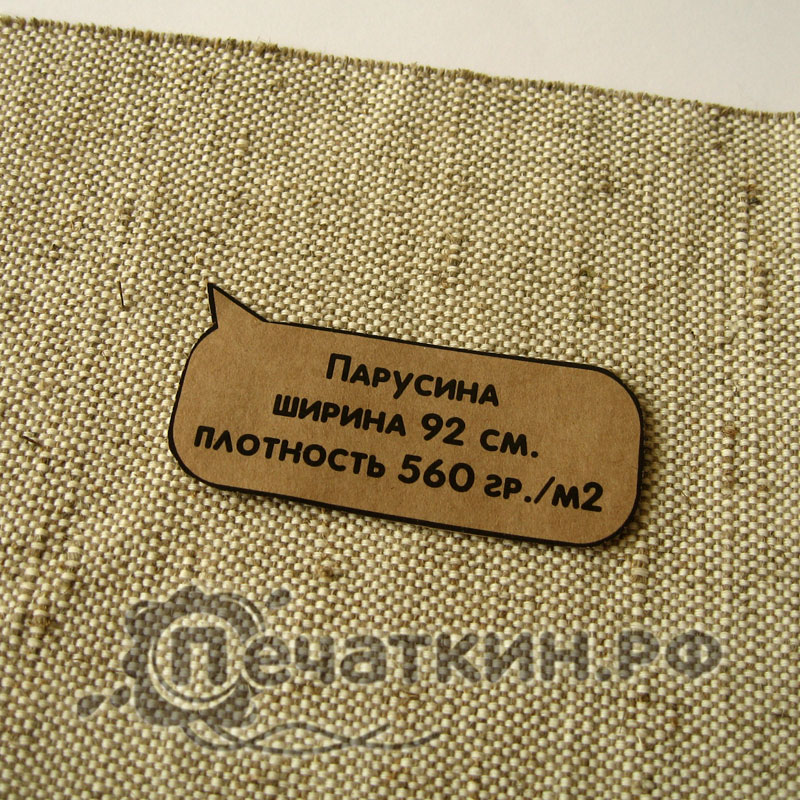 Парусина
ширина 92 см.
плотность 560 гр./м2
Печаткин.рф